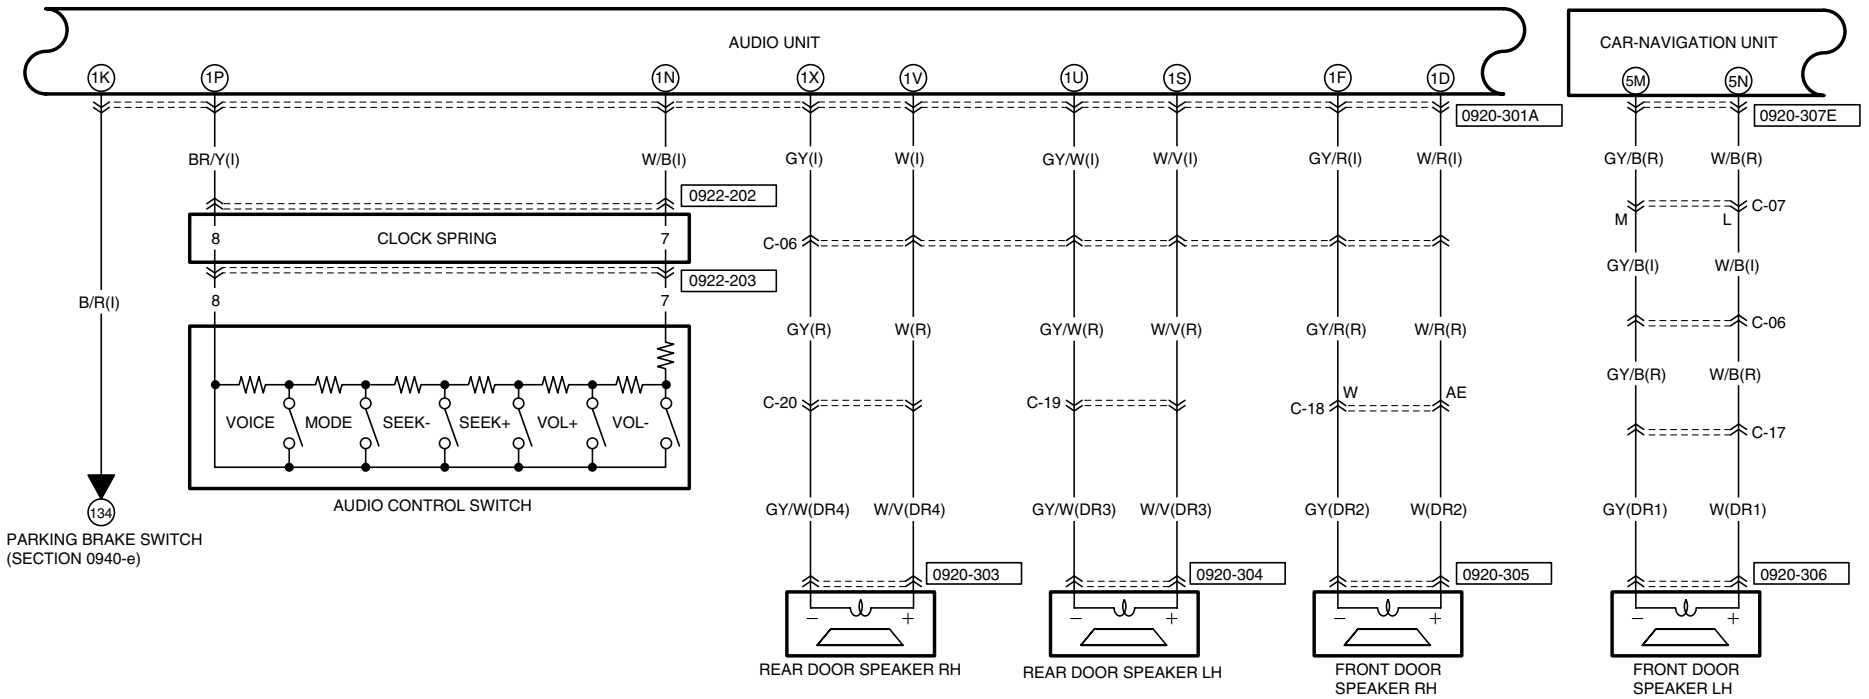 AUDIO UNIT
CAR-NAVIGATION UNIT
1K
1P
1N
1X
1V
1U
1S
1F
1D
5M
5N
0920-301A
0920-307E
BR/Y(I)
W/B(I)
GY(I)
W(I)
GY/W(I)
W/V(I)
GY/R(I)
W/R(I)
GY/B(R)
W/B(R)
0922-202
C-07
M
L
8
CLOCK SPRING
7
C-06
GY/B(I)
W/B(I)
0922-203
B/R(I)
8
7
GY(R)
W(R)
GY/W(R)
W/V(R)
GY/R(R)
W/R(R)
C-06
GY/B(R)
W/B(R)
VOICE
MODE
SEEK-
SEEK+
VOL+
VOL-
C-20
C-19
C-18
W
AE
C-17
AUDIO CONTROL SWITCH
134
PARKING BRAKE SWITCH
(SECTION 0940-e)
GY/W(DR4)
W/V(DR4)
GY/W(DR3)
W/V(DR3)
GY(DR2)
W(DR2)
GY(DR1)
W(DR1)
0920-303
0920-304
0920-305
0920-306
− +
− +
− +
− +
REAR DOOR SPEAKER RH
REAR DOOR SPEAKER LH
FRONT DOOR
SPEAKER RH
FRONT DOOR
SPEAKER LH